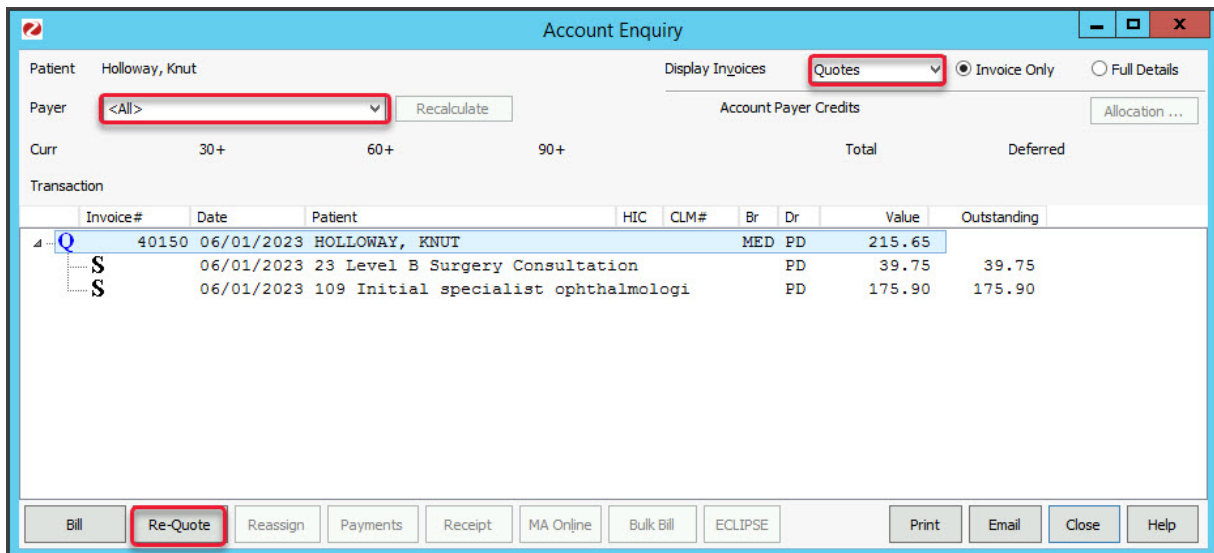 Account Enquiry
Patient Holloway, Knut Display Invoices Quotes Invoice Only Full Details
Payer <All> Recalculate Account Payer Credits Allocation ...
Curr 30+ 60+ 90+ Total Deferred
Transaction
Invoice# Date Patient HIC CLM# Br Dr Value Outstanding
Q 40150 06/01/2023 HOLLOWAY, KNUT MED PD 215.65
S 06/01/2023 23 Level B Surgery Consultation PD 39.75 39.75
S 06/01/2023 109 Initial specialist ophthalmologi PD 175.90 175.90
Bill Re-Quote Reassign Payments Receipt MA Online Bulk Bill ECLIPSE Print Email Close Help